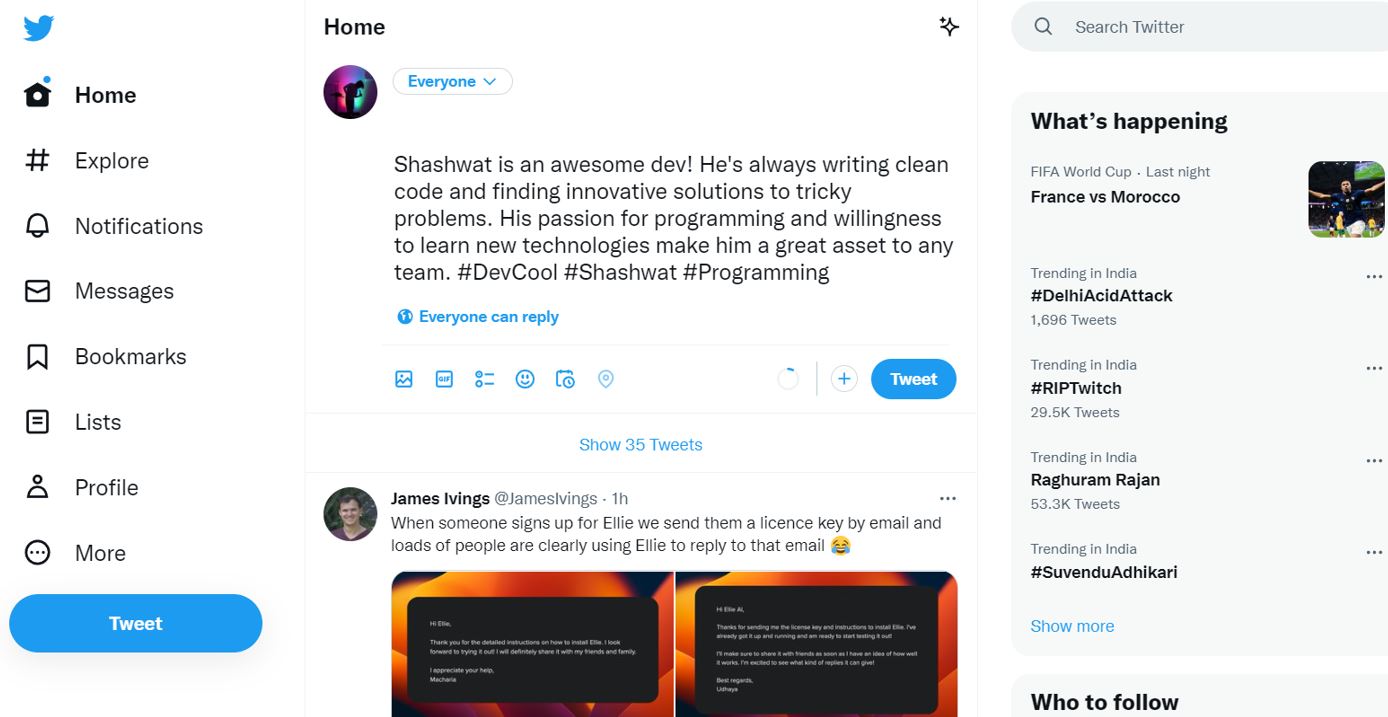 Home
Explore
Notifications
Messages
Bookmarks
Lists
Profile
More
Tweet
Home
Everyone
Shashwat is an awesome dev! He's always writing clean
code and finding innovative solutions to tricky
problems. His passion for programming and willingness
to learn new technologies make him a great asset to any
team. #DevCool #Shashwat #Programming
Everyone can reply
GIF
Tweet
Show 35 Tweets
James Ivings @JamesIvings · 1h
When someone signs up for Ellie we send them a licence key by email and
loads of people are clearly using Ellie to reply to that email 😂
Hi Ellie,
Thank you for the detailed instructions on how to install Ellie. I look
forward to trying it out! I will definitely share it with my friends and family.
I appreciate your help,
Macharia
Hi Ellie AI,
Thanks for sending me the license key and instructions to install Ellie. I've
already got it up and running and am ready to start testing it out!
I'll make sure to share it with friends as soon as I have an idea of how well
it works. I'm excited to see what kind of replies it can give!
Best regards,
Udhaya
Search Twitter
What's happening
FIFA World Cup · Last night
France vs Morocco
Trending in India
#DelhiAcidAttack
1,696 Tweets
Trending in India
#RIPTwitch
29.5K Tweets
Trending in India
Raghuram Rajan
53.3K Tweets
Trending in India
#SuvenduAdhikari
Show more
Who to follow